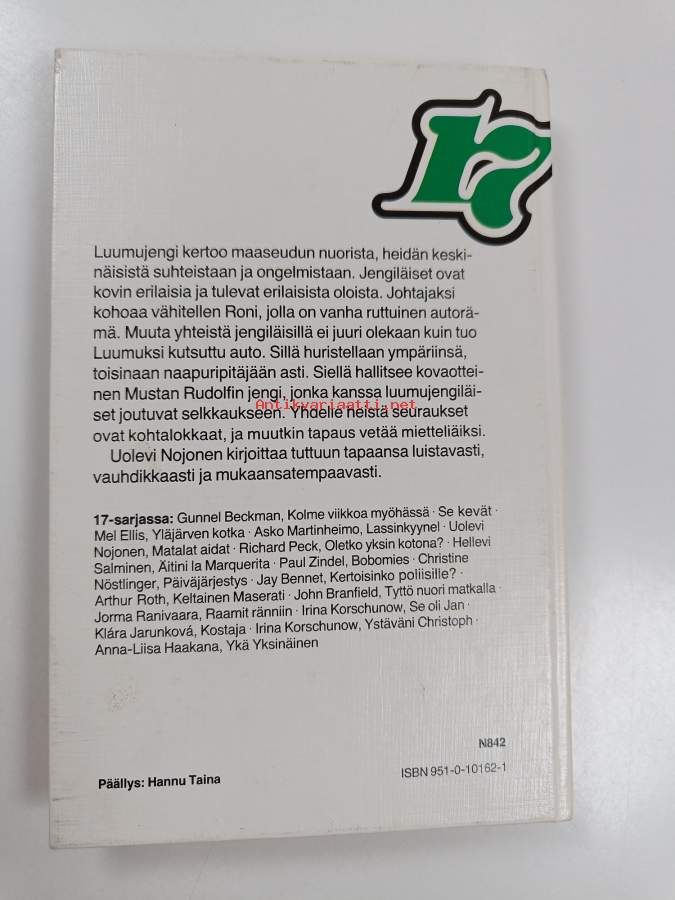 17
Luumujengi kertoo maaseudun nuorista, heidän keski-
näisistä suhteistaan ja ongelmistaan. Jengiläiset ovat
kovin erilaisia ja tulevat erilaisista oloista. Johtajaksi
kohoaa vähitellen Roni, jolla on vanha ruttuinen autorä-
mä. Muuta yhteistä jengiläisillä ei juuri olekaan kuin tuo
Luumuksi kutsuttu auto. Sillä huristellaan ympäriinsä,
toisinaan naapuripitäjään asti. Siellä hallitsee kovaottei-
nen Mustan Rudolfin jengi, jonka kanssa luumujengiläi-
Antikvariaatti.net
set joutuvat selkkaukseen. Yhdelle heistä seuraukset
ovat kohtalokkaat, ja muutkin tapaus vetää mietteliäiksi.
Uolevi Nojonen kirjoittaa tuttuun tapaansa luistavasti,
vauhdikkaasti ja mukaansatempaavasti.
17-sarjassa: Gunnel Beckman, Kolme viikkoa myöhässä · Se kevät ·
Mel Ellis, Yläjärven kotka · Asko Martinheimo, Lassinkyynel · Uolevi
Nojonen, Matalat aidat · Richard Peck, Oletko yksin kotona? · Hellevi
Salminen, Äitini la Marquerita · Paul Zindel, Bobomies · Christine
Nöstlinger, Päiväjärjestys · Jay Bennet, Kertoisinko poliisille? ·
Arthur Roth, Keltainen Maserati · John Branfield, Tyttö nuori matkalla ·
Jorma Ranivaara, Raamit ränniin · Irina Korschunow, Se oli Jan ·
Klára Jarunková, Kostaja · Irina Korschunow, Ystäväni Christoph ·
Anna-Liisa Haakana, Ykä Yksinäinen
N842
Päällys: Hannu Taina
ISBN 951-0-10162-1